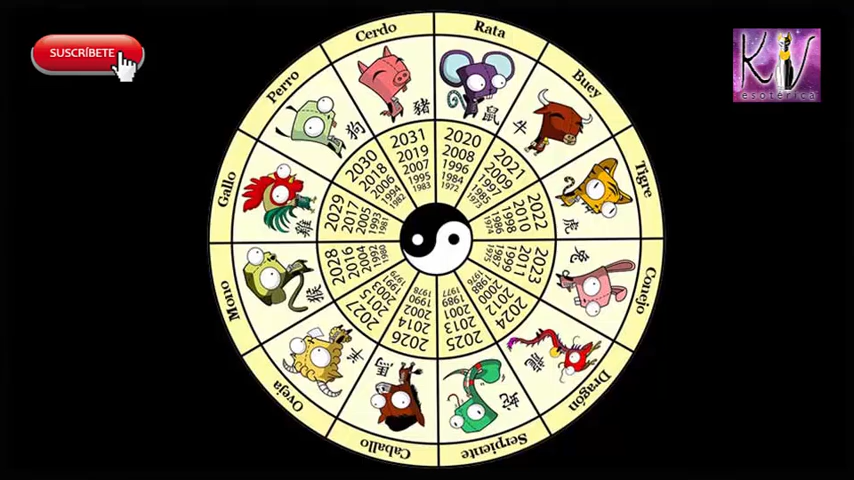 SUSCRÍBETE
K V
esotérica
Rata
鼠
2020
2008
1996
1984
1972
Buey
牛
2021
2009
1997
1985
1973
Tigre
虎
2022
2010
1998
1986
1974
Conejo
兔
2023
2011
1999
1987
1975
Dragón
龍
2024
2012
2000
1988
1976
Serpiente
蛇
2025
2013
2001
1989
1977
Caballo
馬
2026
2014
2002
1990
1978
Oveja
羊
2027
2015
2003
1991
1979
Mono
猴
2028
2016
2004
1992
1980
Gallo
雞
2029
2017
2005
1993
1981
Perro
狗
2030
2018
2006
1994
1982
Cerdo
豬
2031
2019
2007
1995
1983